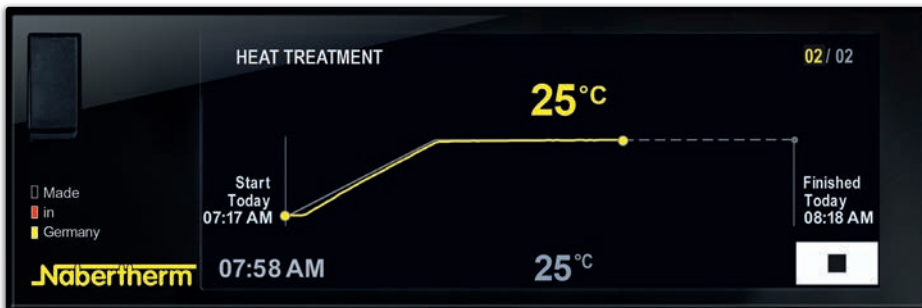 HEAT TREATMENT
02/ 02
25°C
Start
Today
07:17 AM
Finished
Today
08:18 AM
Made
in
Germany
Nabertherm
07:58 AM
25°C